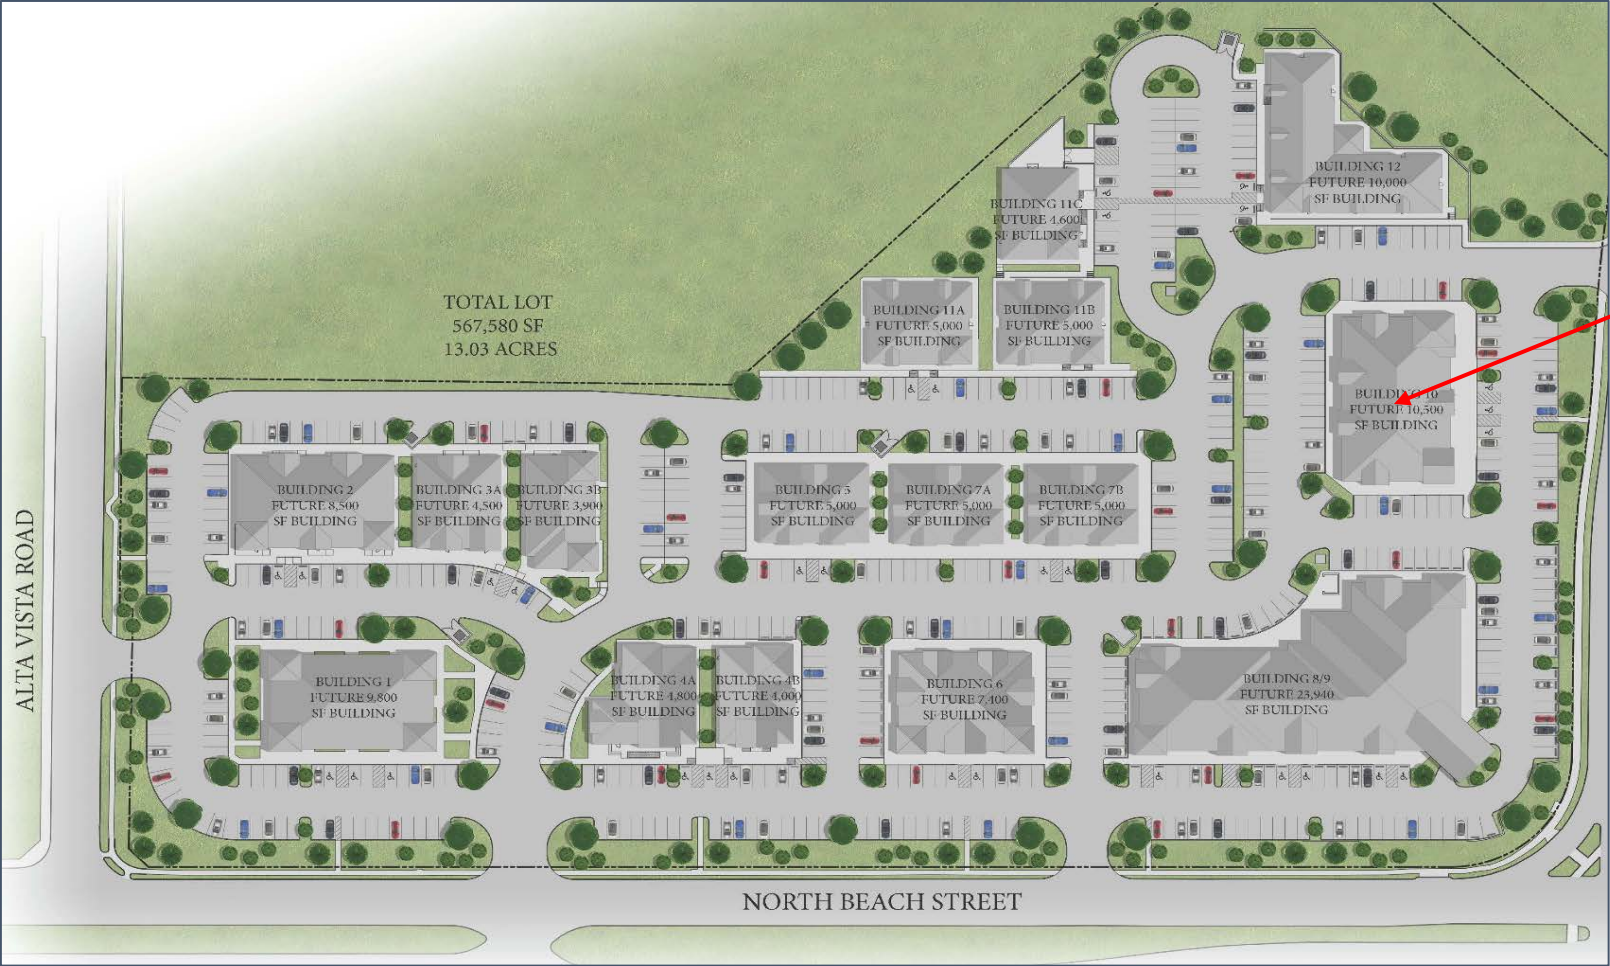 BUILDING 12
FUTURE 10,000
SF BUILDING
BUILDING 11C
FUTURE 4,600
SF BUILDING
TOTAL LOT
567,580 SF
13.03 ACRES
BUILDING 11A
FUTURE 5,000
SF BUILDING
BUILDING 11B
FUTURE 5,000
SF BUILDING
BUILDING 10
FUTURE 10,500
SF BUILDING
BUILDING 2
FUTURE 8,500
SF BUILDING
BUILDING 3A
FUTURE 4,500
SF BUILDING
BUILDING 3B
FUTURE 3,900
SF BUILDING
BUILDING 5
FUTURE 5,000
SF BUILDING
BUILDING 7A
FUTURE 5,000
SF BUILDING
BUILDING 7B
FUTURE 5,000
SF BUILDING
ALTA VISTA ROAD
BUILDING 1
FUTURE 9,800
SF BUILDING
BUILDING 4A
FUTURE 4,800
SF BUILDING
BUILDING 4B
FUTURE 4,000
SF BUILDING
BUILDING 6
FUTURE 7,400
SF BUILDING
BUILDING 8/9
FUTURE 23,940
SF BUILDING
NORTH BEACH STREET